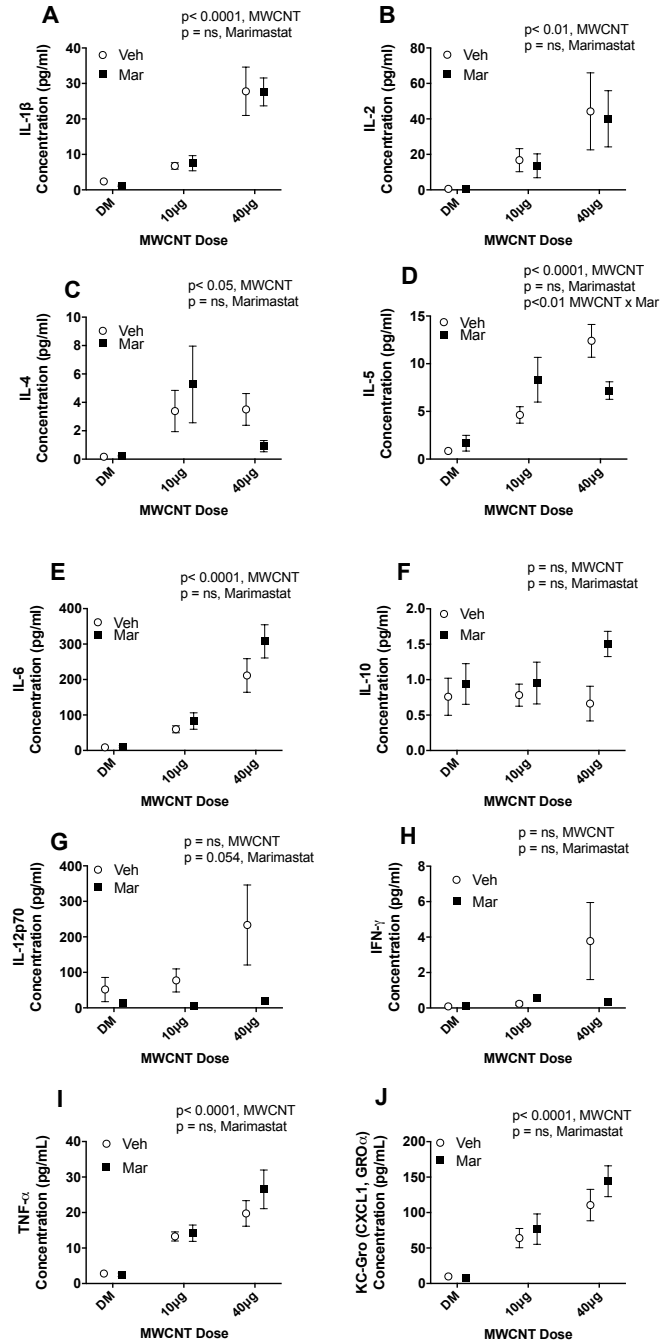 A
p< 0.0001, MWCNT
p = ns, Marimastat
Veh
Mar
IL-1β
Concentration (pg/ml)
40
30
20
10
0
DM
10µg
40µg
MWCNT Dose
B
p< 0.01, MWCNT
p = ns, Marimastat
Veh
Mar
IL-2
Concentration (pg/ml)
80
60
40
20
0
DM
10µg
40µg
MWCNT Dose
C
p< 0.05, MWCNT
p = ns, Marimastat
Veh
Mar
IL-4
Concentration (pg/ml)
10
8
6
4
2
0
DM
10µg
40µg
MWCNT Dose
D
p< 0.0001, MWCNT
p = ns, Marimastat
p<0.01 MWCNT x Mar
Veh
Mar
IL-5
Concentration (pg/ml)
15
10
5
0
DM
10µg
40µg
MWCNT Dose
E
p< 0.0001, MWCNT
p = ns, Marimastat
Veh
Mar
IL-6
Concentration (pg/ml)
400
300
200
100
0
DM
10µg
40µg
MWCNT Dose
F
p = ns, MWCNT
p = ns, Marimastat
Veh
Mar
IL-10
Concentration (pg/ml)
2.0
1.5
1.0
0.5
0.0
DM
10µg
40µg
MWCNT Dose
G
p = ns, MWCNT
p = 0.054, Marimastat
Veh
Mar
IL-12p70
Concentration (pg/ml)
400
300
200
100
0
DM
10µg
40µg
MWCNT Dose
H
p = ns, MWCNT
p = ns, Marimastat
Veh
Mar
IFN-γ
Concentration (pg/ml)
8
6
4
2
0
DM
10µg
40µg
MWCNT Dose
I
p< 0.0001, MWCNT
p = ns, Marimastat
Veh
Mar
TNF-α
Concentration (pg/mL)
40
30
20
10
0
DM
10µg
40µg
MWCNT Dose
J
p< 0.0001, MWCNT
p = ns, Marimastat
Veh
Mar
KC-Gro (CXCL1, GROα)
Concentration (pg/mL)
200
150
100
50
0
DM
10µg
40µg
MWCNT Dose